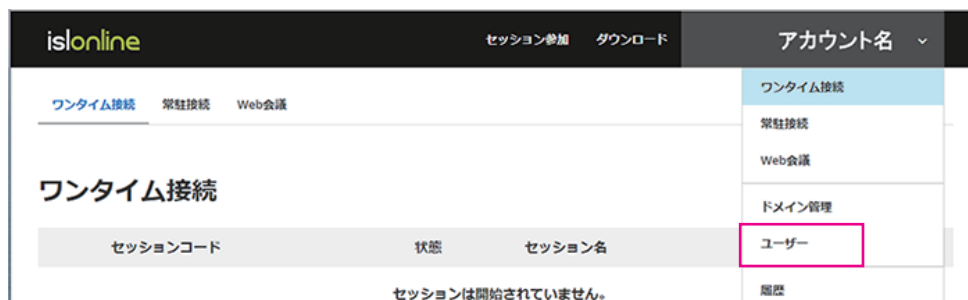 islonline
セッション参加 ダウンロード アカウント名
ワンタイム接続 常駐接続 Web会議
ワンタイム接続
常駐接続
Web会議
ドメイン管理
ユーザー
履歴
ワンタイム接続
セッションコード 状態 セッション名
セッションは開始されていません。